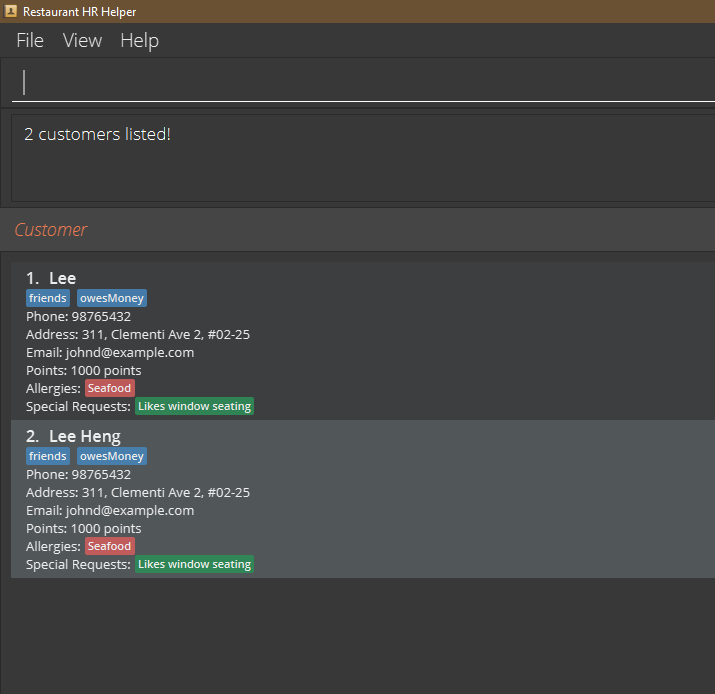 Restaurant HR Helper
File View Help
2 customers listed!
Customer
1. Lee
friends owesMoney
Phone: 98765432
Address: 311, Clementi Ave 2, #02-25
Email: johnd@example.com
Points: 1000 points
Allergies: Seafood
Special Requests: Likes window seating
2. Lee Heng
friends owesMoney
Phone: 98765432
Address: 311, Clementi Ave 2, #02-25
Email: johnd@example.com
Points: 1000 points
Allergies: Seafood
Special Requests: Likes window seating